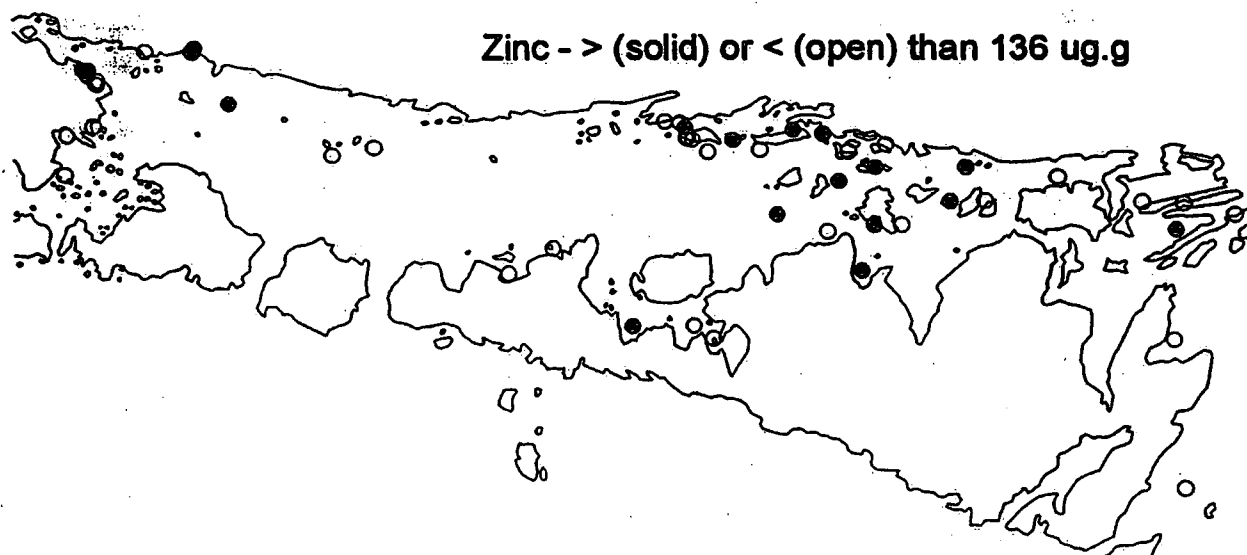 Zinc - > (solid) or < (open) than 136 ug.g